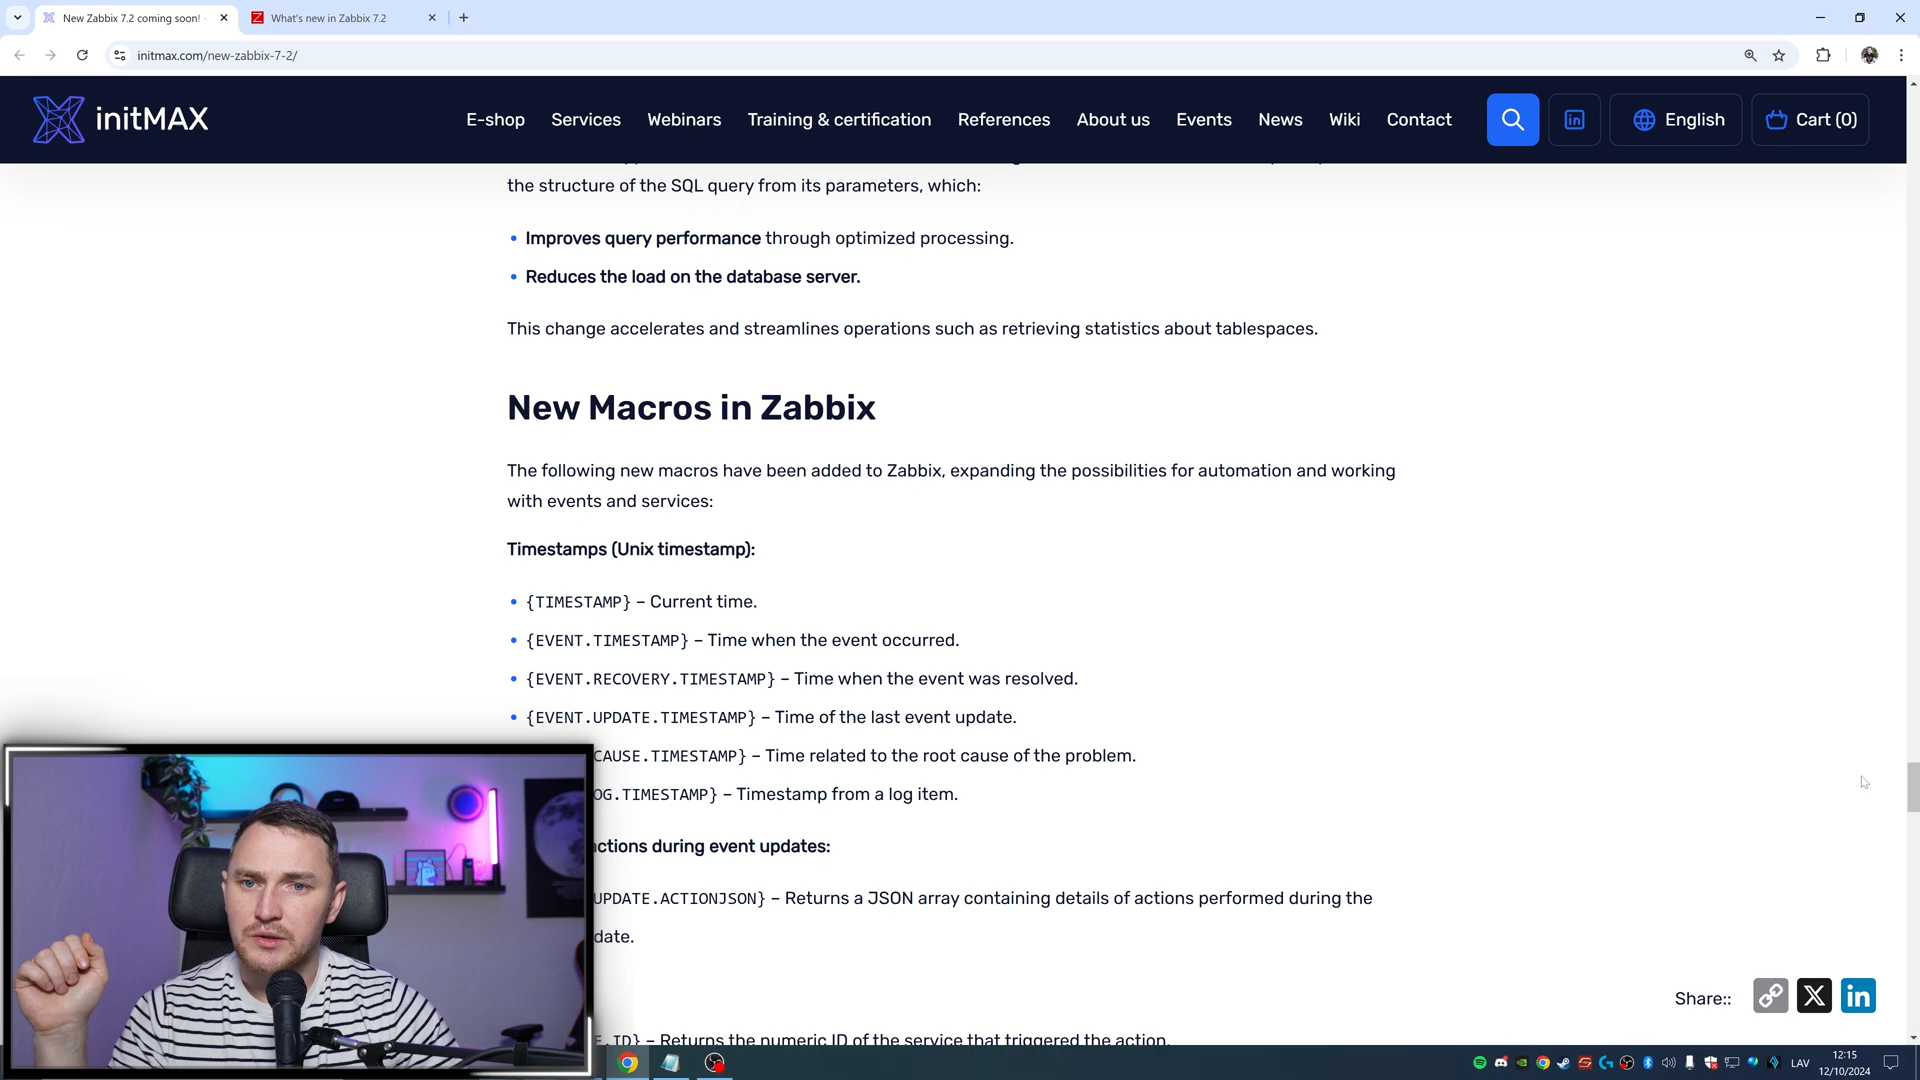 New Zabbix 7.2 coming soon!
What's new in Zabbix 7.2
initmax.com/new-zabbix-7-2/
initMAX
E-shop Services Webinars Training & certification References About us Events News Wiki Contact English Cart (0)
the structure of the SQL query from its parameters, which:
• Improves query performance through optimized processing.
• Reduces the load on the database server.
This change accelerates and streamlines operations such as retrieving statistics about tablespaces.
New Macros in Zabbix
The following new macros have been added to Zabbix, expanding the possibilities for automation and working
with events and services:
Timestamps (Unix timestamp):
• {TIMESTAMP} – Current time.
• {EVENT.TIMESTAMP} – Time when the event occurred.
• {EVENT.RECOVERY.TIMESTAMP} – Time when the event was resolved.
• {EVENT.UPDATE.TIMESTAMP} – Time of the last event update.
CAUSE.TIMESTAMP} – Time related to the root cause of the problem.
OG.TIMESTAMP} – Timestamp from a log item.
actions during event updates:
UPDATE.ACTIONJSON} – Returns a JSON array containing details of actions performed during the
date.
Share::
E.ID} – Returns the numeric ID of the service that triggered the action.
LAV
12:15
12/10/2024